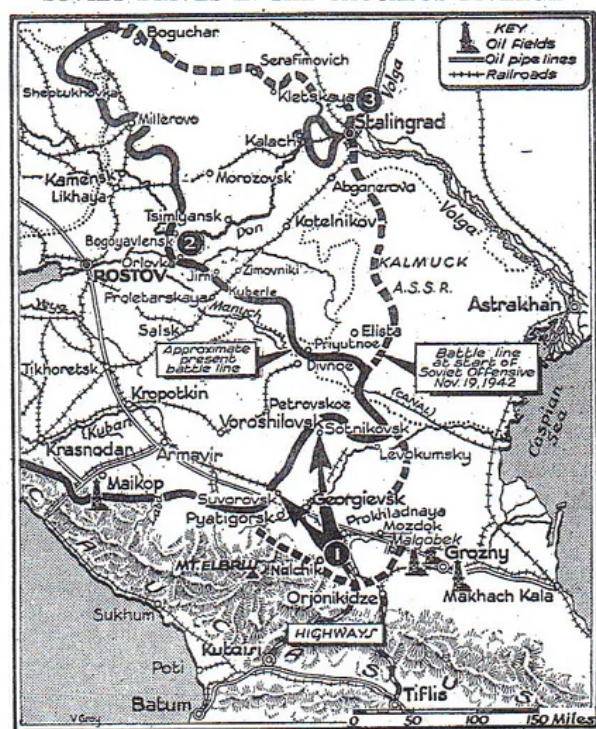 KEY
Oil fields
Oil pipe lines
Railroads
Boguchar
Serafimovich
Kletskaya
Volga
Sheptukhovka
3
Stalingrad
Millerovo
Kalach
Kamensk
Likhaya
Morozovsk
Abganerova
Tsimlyansk
Don
Kotelnikov
Volga
Bogoyavlensk
2
KALMUCK
A.S.S.R.
Orlovka
ROSTOV
Jirni
Zimovniki
Astrakhan
Kuberle
Proletarskaya
Manych
Yeya
Salsk
Elista
Approximate
present
battle line
Priyutnoe
Divnoe
Battle line
at start of
Soviet Offensive
Nov. 19, 1942
Tikhoretsk
Kropotkin
Petrovskoe
(CANAL)
Caspian
Sea
Kuban
Voroshilovsk
Sotnikovsk
Krasnodar
Armavir
Levokumsky
Maikop
Suvorovsk
Georgievsk
Pyatigorsk
Prokhladnaya
Mozdok
Malgobek
1
Grozny
MT. ELBRUS
Nalchik
Makhach Kala
Orjonikidze
Sukhum
CAUCASUS
HIGHWAYS
Kutaisi
Poti
Batum
Tiflis
V Gray
0 50 100 150 Miles